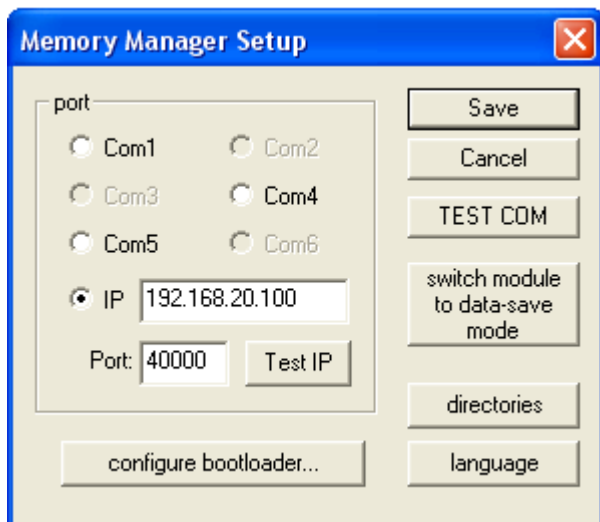 Memory Manager Setup
port
Com1
Com2
Com3
Com4
Com5
Com6
IP 192.168.20.100
Port: 40000
Test IP
configure bootloader...
Save
Cancel
TEST COM
switch module
to data-save
mode
directories
language